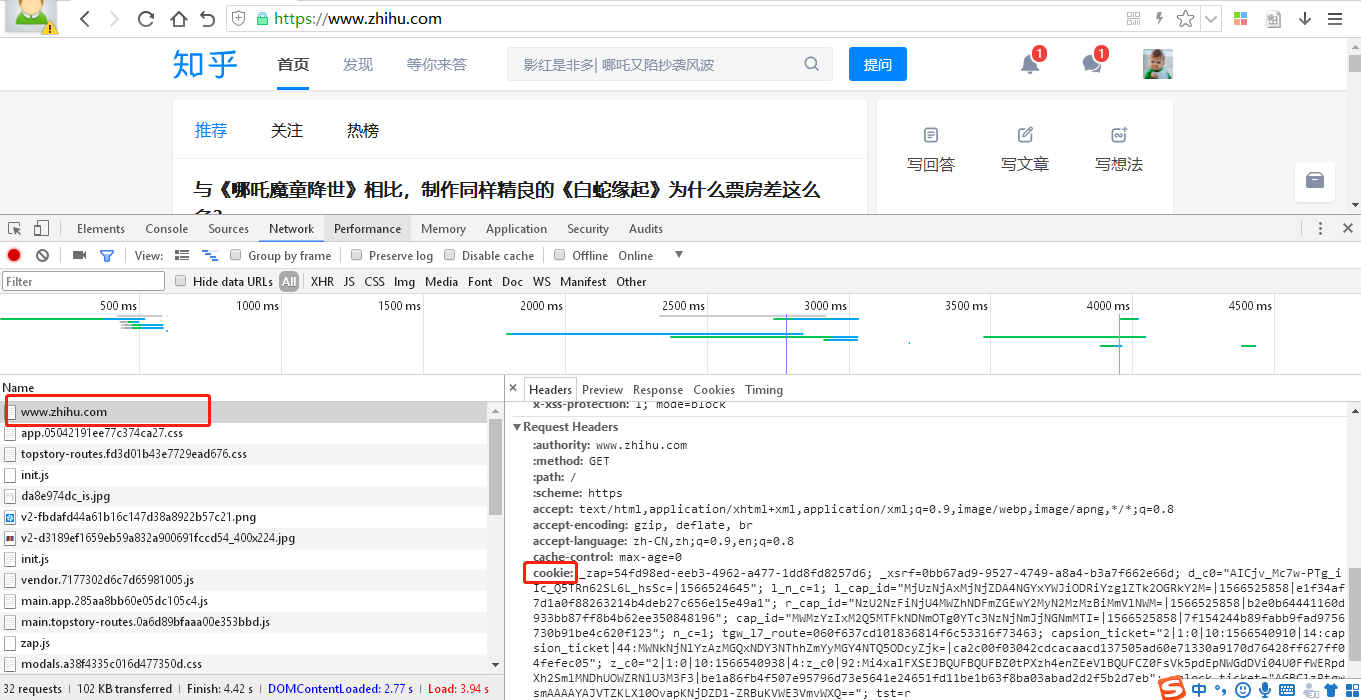 https://www.zhihu.com
知乎
首页
发现
等你来答
影红是非多| 哪吒又陷抄袭风波
提问
1
1
推荐
关注
热榜
写回答
写文章
写想法
与《哪吒魔童降世》相比，制作同样精良的《白蛇缘起》为什么票房差这么
Elements Console Sources Network Performance Memory Application Security Audits
View: Group by frame Preserve log Disable cache Offline Online
Filter Hide data URLs All XHR JS CSS Img Media Font Doc WS Manifest Other
500 ms 1000 ms 1500 ms 2000 ms 2500 ms 3000 ms 3500 ms 4000 ms 4500 ms
Name
www.zhihu.com
app.05042191ee77c374ca27.css
topstory-routes.fd3d01b43e7729ead676.css
init.js
da8e974dc_is.jpg
v2-fbdafd44a61b16c147d38a8922b57c21.png
v2-d3189ef1659eb59a832a900691fccd54_400x224.jpg
init.js
vendor.7177302d6c7d65981005.js
main.app.285aa8bb60e05dc105c4.js
main.topstory-routes.0a6d89bfaaa00e353bbd.js
zap.js
modals.a38f4335c016d477350d.css
32 requests | 102 KB transferred | Finish: 4.42 s | DOMContentLoaded: 2.77 s | Load: 3.94 s
Headers Preview Response Cookies Timing
x-xss-protection: 1; mode=block
Request Headers
:authority: www.zhihu.com
:method: GET
:path: /
:scheme: https
accept: text/html,application/xhtml+xml,application/xml;q=0.9,image/webp,image/apng,*/*;q=0.8
accept-encoding: gzip, deflate, br
accept-language: zh-CN,zh;q=0.9,en;q=0.8
cache-control: max-age=0
cookie: _zap=54fd98ed-eeb3-4962-a477-1dd8fd8257d6; _xsrf=0bb67ad9-9527-4749-a8a4-b3a7f662e66d; d_c0="AICjv_Mc7w-PTg_i
Ic_Q5TRn62SL6L_hsSc=|1566524645"; l_n_c=1; l_cap_id="MjUzNjAxMjNjZDA4NGYxYWJiODRiYzg1ZTk2OGRkY2M=|1566525858|e1f34af
7d1a0f88263214b4deb27c656e15e49a1"; r_cap_id="NzU2NzFiNjU4MWZhNDFmZGEwY2MyN2MzMzBiMmVlNWM=|1566525858|b2e0b64441160d
933bb87ff8b4b62ee350848196"; cap_id="MWMzYzIxM2Q5MTFkNDNmOTg0YTc3NzNjNmJjNGNmMTI=|1566525858|7f154244b89fabb9fad9756
730b91be4c620f123"; n_c=1; tgw_l7_route=060f637cd101836814f6c53316f73463; capsion_ticket="2|1:0|10:1566540910|14:cap
sion_ticket|44:MWNkNjNlYzAzMGQxNDY3NThhZmYyMGY4NTQ5ODcyZjk=|ca2c00f03042cdcacaacd137505ad60e71330a9170d76428ff627ff0
04fefec05"; z_c0="2|1:0|10:1566540938|4:z_c0|92:Mi4xalFXSEJBQUFBQUFBZ0tPXzh4enZEeVlBQUFCZ0FsVk5pdEpNWGdDVi04U0FfWERpd
Xh2SmlMNDhUOWZRNlU3M3F3|be1a86fb4af507e95796d73e5641e24651fd11be1b1e63f8ba03abad2d2f5b2d7eb";
tst=r
中